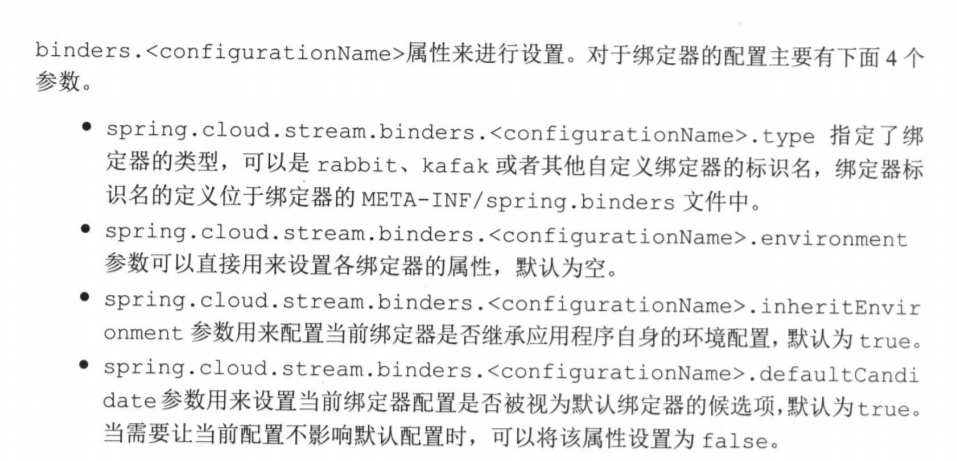 binders.<configurationName>属性来进行设置。对于绑定器的配置主要有下面 4 个
参数。
● spring.cloud.stream.binders.<configurationName>.type 指定了绑
定器的类型，可以是 rabbit、kafak 或者其他自定义绑定器的标识名，绑定器标
识名的定义位于绑定器的 META-INF/spring.binders 文件中。
● spring.cloud.stream.binders.<configurationName>.environment
参数可以直接用来设置各绑定器的属性，默认为空。
● spring.cloud.stream.binders.<configurationName>.inheritEnvir
onment 参数用来配置当前绑定器是否继承应用程序自身的环境配置，默认为 true。
● spring.cloud.stream.binders.<configurationName>.defaultCandi
date参数用来设置当前绑定器配置是否被视为默认绑定器的候选项，默认为true。
当需要让当前配置不影响默认配置时，可以将该属性设置为 false。